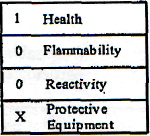 1 Health
0 Flammability
0 Reactivity
X Protective
Equipment